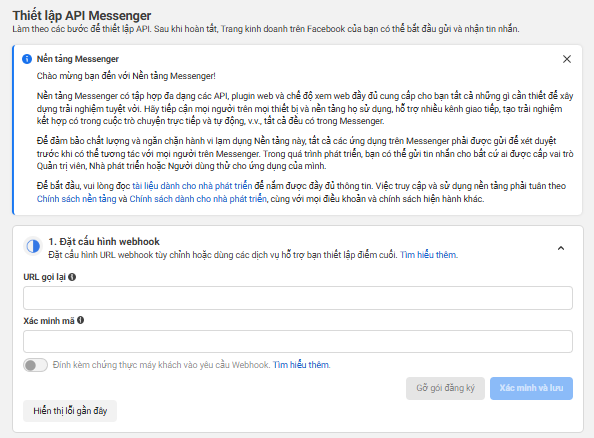 Thiết lập API Messenger
Làm theo các bước để thiết lập API. Sau khi hoàn tất, Trang kinh doanh trên Facebook của bạn có thể bắt đầu gửi và nhận tin nhắn.
Nền tảng Messenger
Chào mừng bạn đến với Nền tảng Messenger!
Nền tảng Messenger có tập hợp đa dạng các API, plugin web và chế độ xem web đầy đủ cung cấp cho bạn tất cả những gì cần thiết để xây
dựng trải nghiệm tuyệt vời. Hãy tiếp cận mọi người trên mọi thiết bị và nền tảng họ sử dụng, hỗ trợ nhiều kênh giao tiếp, tạo trải nghiệm
kết hợp có trong cuộc trò chuyện trực tiếp và tự động, v.v., tất cả đều có trong Messenger.
Để đảm bảo chất lượng và ngăn chặn hành vi lạm dụng Nền tảng này, tất cả các ứng dụng trên Messenger phải được gửi để xét duyệt
trước khi có thể tương tác với mọi người trên Messenger. Trong quá trình phát triển, bạn có thể gửi tin nhắn cho bất cứ ai được cấp vai trò
Quản trị viên, Nhà phát triển hoặc Người dùng thử cho ứng dụng của mình.
Để bắt đầu, vui lòng đọc tài liệu dành cho nhà phát triển để nắm được đầy đủ thông tin. Việc truy cập và sử dụng nền tảng phải tuân theo
Chính sách nền tảng và Chính sách dành cho nhà phát triển, cùng với mọi điều khoản và chính sách hiện hành khác.
1. Đặt cấu hình webhook
Đặt cấu hình URL webhook tùy chỉnh hoặc dùng các dịch vụ hỗ trợ bạn thiết lập điểm cuối. Tìm hiểu thêm.
URL gọi lại
Xác minh mã
Đính kèm chứng thực máy khách vào yêu cầu Webhook. Tìm hiểu thêm.
Gỡ gói đăng ký
Xác minh và lưu
Hiển thị lỗi gần đây